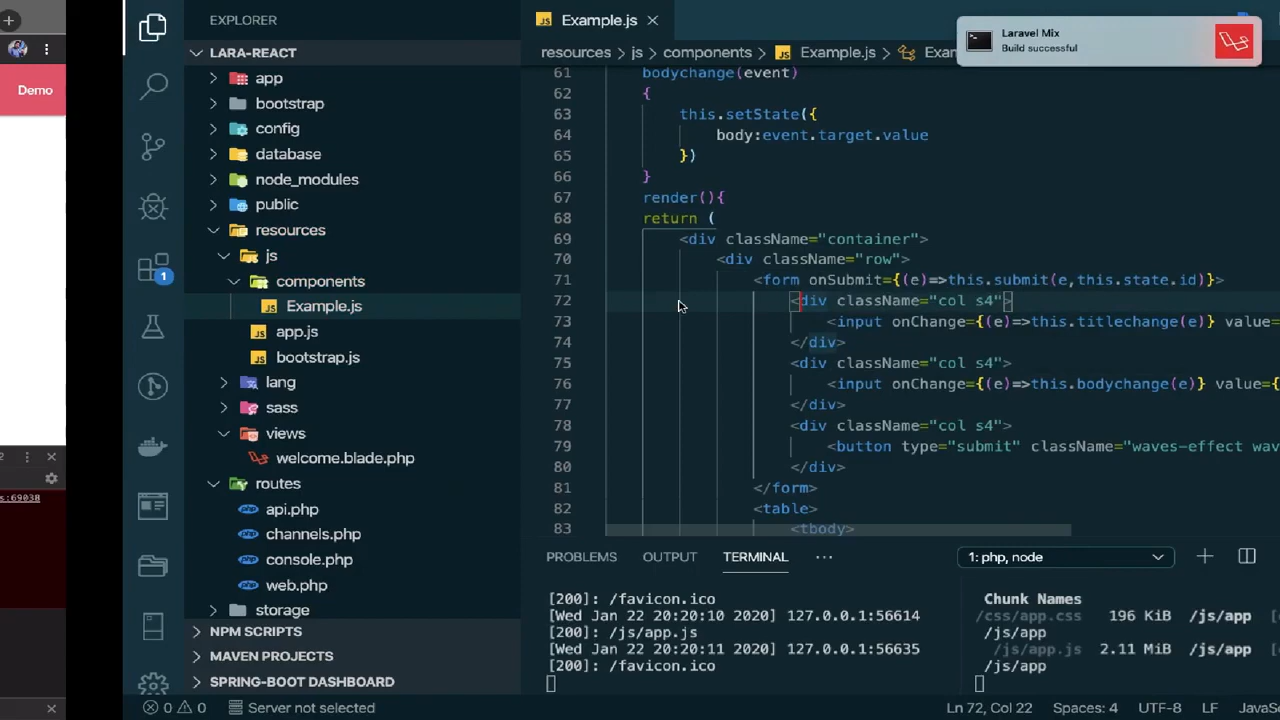 Demo
2
s:69038
EXPLORER
LARA-REACT
app
bootstrap
config
database
node_modules
public
resources
js
components
Example.js
app.js
bootstrap.js
lang
sass
views
welcome.blade.php
routes
api.php
channels.php
console.php
web.php
storage
NPM SCRIPTS
MAVEN PROJECTS
SPRING-BOOT DASHBOARD
1
JS Example.js
resources > js > components > JS Example.js > Exam
Laravel Mix
Build successful
61 bodychange(event)
62 {
63 this.setState({
64 body:event.target.value
65 })
66 }
67 render(){
68 return (
69 <div className="container">
70 <div className="row">
71 <form onSubmit={(e)=>this.submit(e,this.state.id)}>
72 <div className="col s4">
73 <input onChange={(e)=>this.titlechange(e)} value=
74 </div>
75 <div className="col s4">
76 <input onChange={(e)=>this.bodychange(e)} value={
77 </div>
78 <div className="col s4">
79 <button type="submit" className="waves-effect wav
80 </div>
81 </form>
82 <table>
83 <tbody>
PROBLEMS OUTPUT TERMINAL ··· 1: php, node
[200]: /favicon.ico
[Wed Jan 22 20:20:10 2020] 127.0.0.1:56614
[200]: /js/app.js
[Wed Jan 22 20:20:11 2020] 127.0.0.1:56635
[200]: /favicon.ico
Chunk Names
/css/app.css 196 KiB /js/app [
/js/app
/js/app.js 2.11 MiB /js/app [
/js/app
0 0 Server not selected Ln 72, Col 22 Spaces: 4 UTF-8 LF JavaS